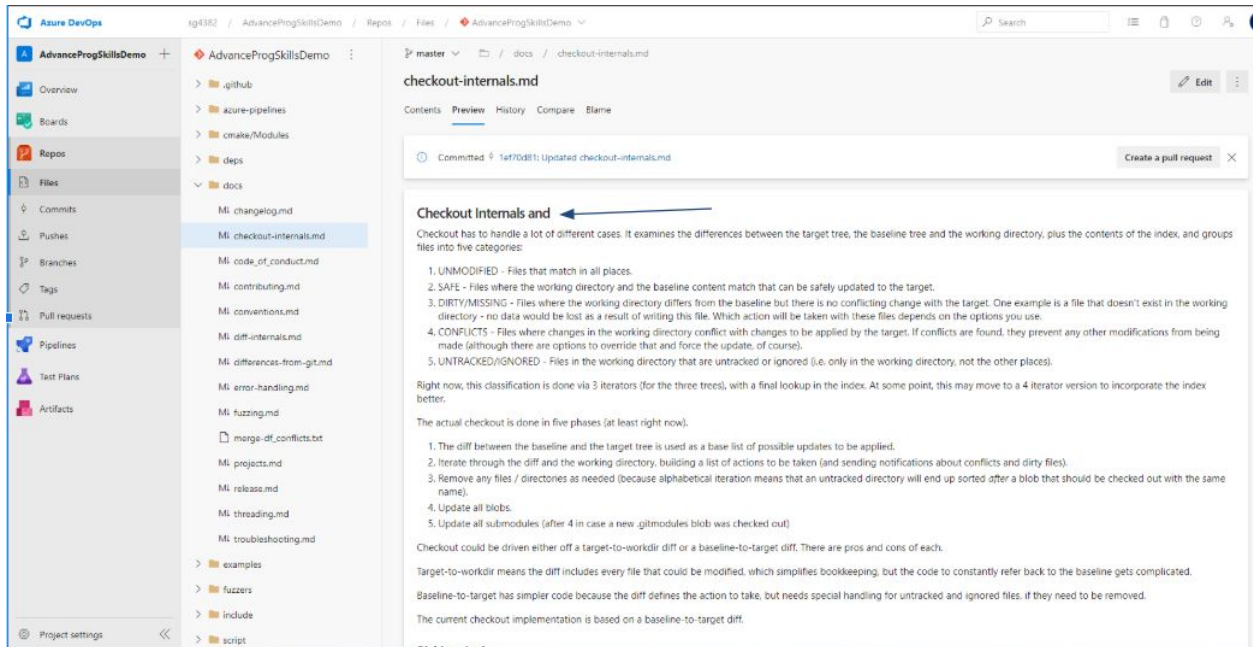 Azure DevOps
sg4382 / AdvanceProgSkillsDemo / Repos / Files / AdvanceProgSkillsDemo
Search
A AdvanceProgSkillsDemo
Overview
Boards
Repos
Files
Commits
Pushes
Branches
Tags
Pull requests
Pipelines
Test Plans
Artifacts
Project settings
AdvanceProgSkillsDemo
.github
azure-pipelines
cmake/Modules
deps
docs
M↓ changelog.md
M↓ checkout-internals.md
M↓ code_of_conduct.md
M↓ contributing.md
M↓ conventions.md
M↓ diff-internals.md
M↓ differences-from-git.md
M↓ error-handling.md
M↓ fuzzing.md
merge-df_conflicts.txt
M↓ projects.md
M↓ release.md
M↓ threading.md
M↓ troubleshooting.md
examples
fuzzers
include
script
master / docs / checkout-internals.md
checkout-internals.md
Edit
Contents Preview History Compare Blame
Committed 1ef70d81: Updated checkout-internals.md
Create a pull request
Checkout Internals and
Checkout has to handle a lot of different cases. It examines the differences between the target tree, the baseline tree and the working directory, plus the contents of the index, and groups
files into five categories:
1. UNMODIFIED - Files that match in all places.
2. SAFE - Files where the working directory and the baseline content match that can be safely updated to the target.
3. DIRTY/MISSING - Files where the working directory differs from the baseline but there is no conflicting change with the target. One example is a file that doesn't exist in the working
directory - no data would be lost as a result of writing this file. Which action will be taken with these files depends on the options you use.
4. CONFLICTS - Files where changes in the working directory conflict with changes to be applied by the target. If conflicts are found, they prevent any other modifications from being
made (although there are options to override that and force the update, of course).
5. UNTRACKED/IGNORED - Files in the working directory that are untracked or ignored (i.e. only in the working directory, not the other places).
Right now, this classification is done via 3 iterators (for the three trees), with a final lookup in the index. At some point, this may move to a 4 iterator version to incorporate the index
better.
The actual checkout is done in five phases (at least right now).
1. The diff between the baseline and the target tree is used as a base list of possible updates to be applied.
2. Iterate through the diff and the working directory, building a list of actions to be taken (and sending notifications about conflicts and dirty files).
3. Remove any files / directories as needed (because alphabetical iteration means that an untracked directory will end up sorted after a blob that should be checked out with the same
name).
4. Update all blobs.
5. Update all submodules (after 4 in case a new .gitmodules blob was checked out)
Checkout could be driven either off a target-to-workdir diff or a baseline-to-target diff. There are pros and cons of each.
Target-to-workdir means the diff includes every file that could be modified, which simplifies bookkeeping, but the code to constantly refer back to the baseline gets complicated.
Baseline-to-target has simpler code because the diff defines the action to take, but needs special handling for untracked and ignored files, if they need to be removed.
The current checkout implementation is based on a baseline-to-target diff.